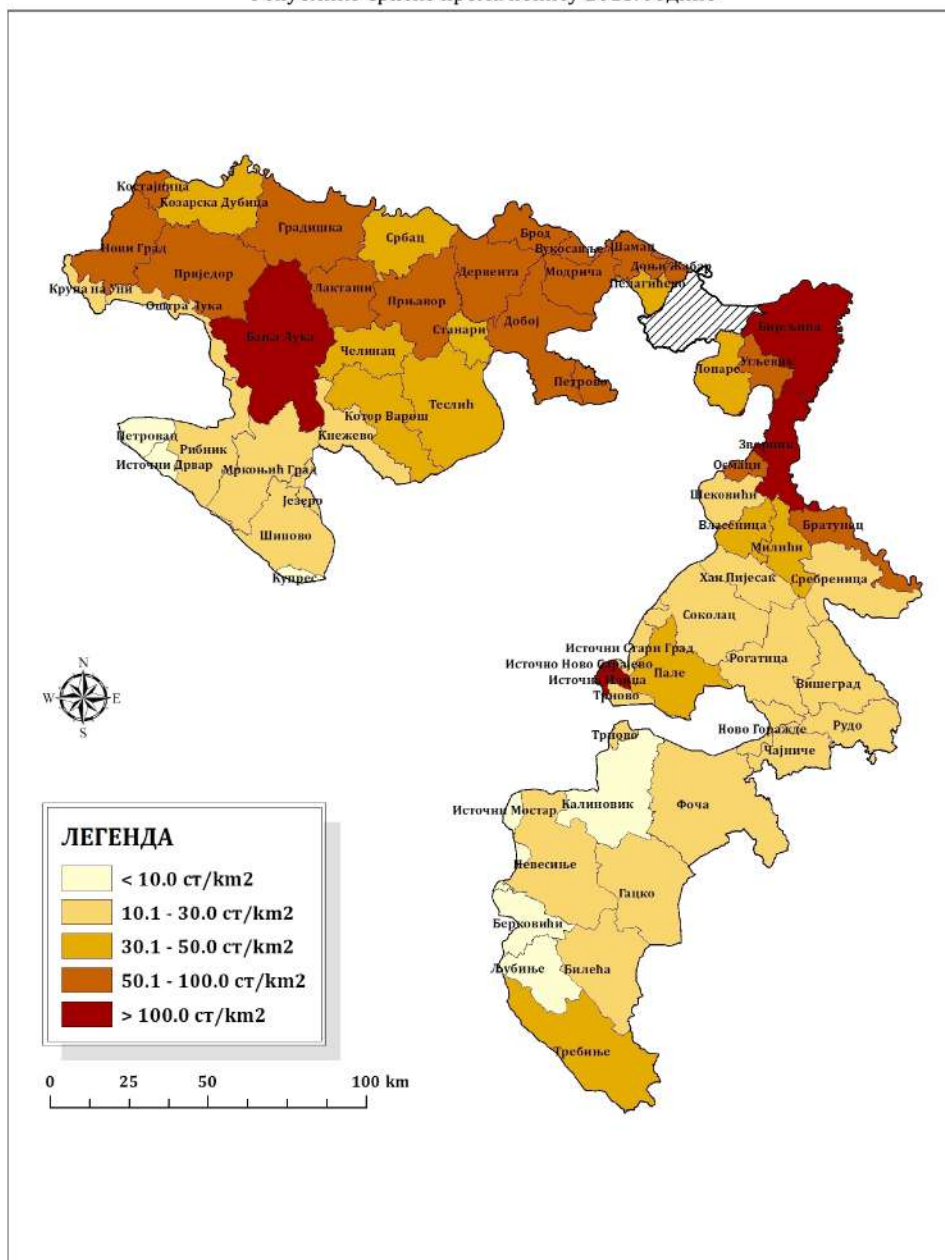 Костајница
Козарска Дубица
Градишка
Србац
Брод
Вукосавље
Шамац
Нови Град
Приједор
Лакташи
Прњавор
Дервента
Модрича
Доњи Жабар
Пелагићево
Крупа на Уни
Оштра Лука
Бања Лука
Челинац
Станари
Добој
Бијељина
Лопаре
Угљевик
Петрово
Котор Варош
Теслић
Кнежево
Петровац
Рибник
Источни Дрвар
Мркоњић Град
Језеро
Шипово
Купрес
Зворник
Осмаци
Шековићи
Власеница
Братунац
Милићи
Хан Пијесак
Сребреница
Соколац
Источни Стари Град
Источно Ново Сарајево
Источна Илиџа
Пале
Рогатица
Вишеград
Трново
Ново Горажде
Рудо
Чајниче
Трново
Источни Мостар
Калиновик
Фоча
Невесиње
Гацко
Берковићи
Љубиње
Билећа
Требиње
N
W
E
S
ЛЕГЕНДА
< 10.0 ст/km2
10.1 - 30.0 ст/km2
30.1 - 50.0 ст/km2
50.1 - 100.0 ст/km2
> 100.0 ст/km2
0 25 50 100 km